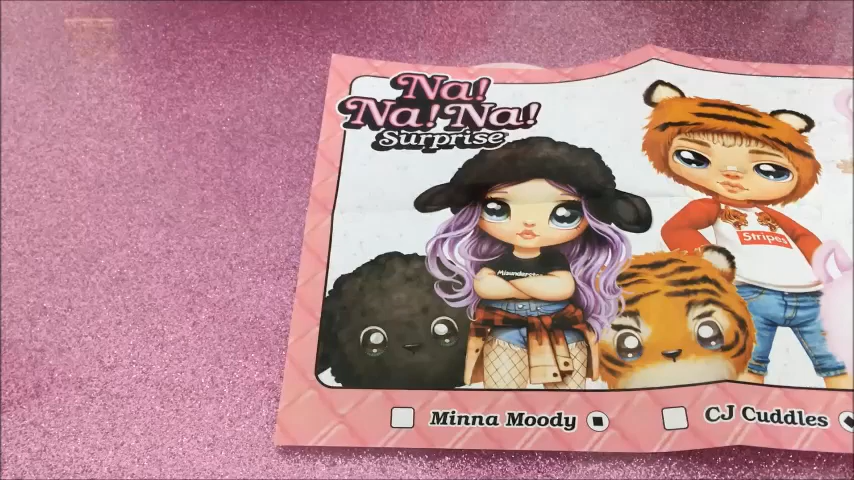 Na!
Na! Na!
Surprise
Stripes
Minna Moody
CJ Cuddles